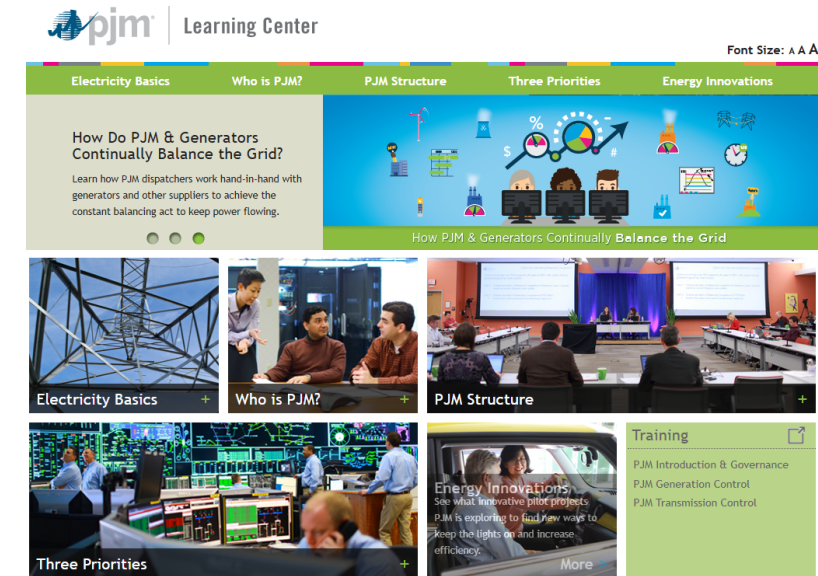 pjm Learning Center
Font Size: A A A
Electricity Basics Who is PJM? PJM Structure Three Priorities Energy Innovations
How Do PJM & Generators
Continually Balance the Grid?
Learn how PJM dispatchers work hand-in-hand with
generators and other suppliers to achieve the
constant balancing act to keep power flowing.
% $ #
How PJM & Generators Continually Balance the Grid
Electricity Basics +
Who is PJM? +
PJM Structure +
Three Priorities +
Energy Innovations
See what innovative pilot projects
PJM is exploring to find new ways to
keep the lights on and increase
efficiency.
More
Training
PJM Introduction & Governance
PJM Generation Control
PJM Transmission Control